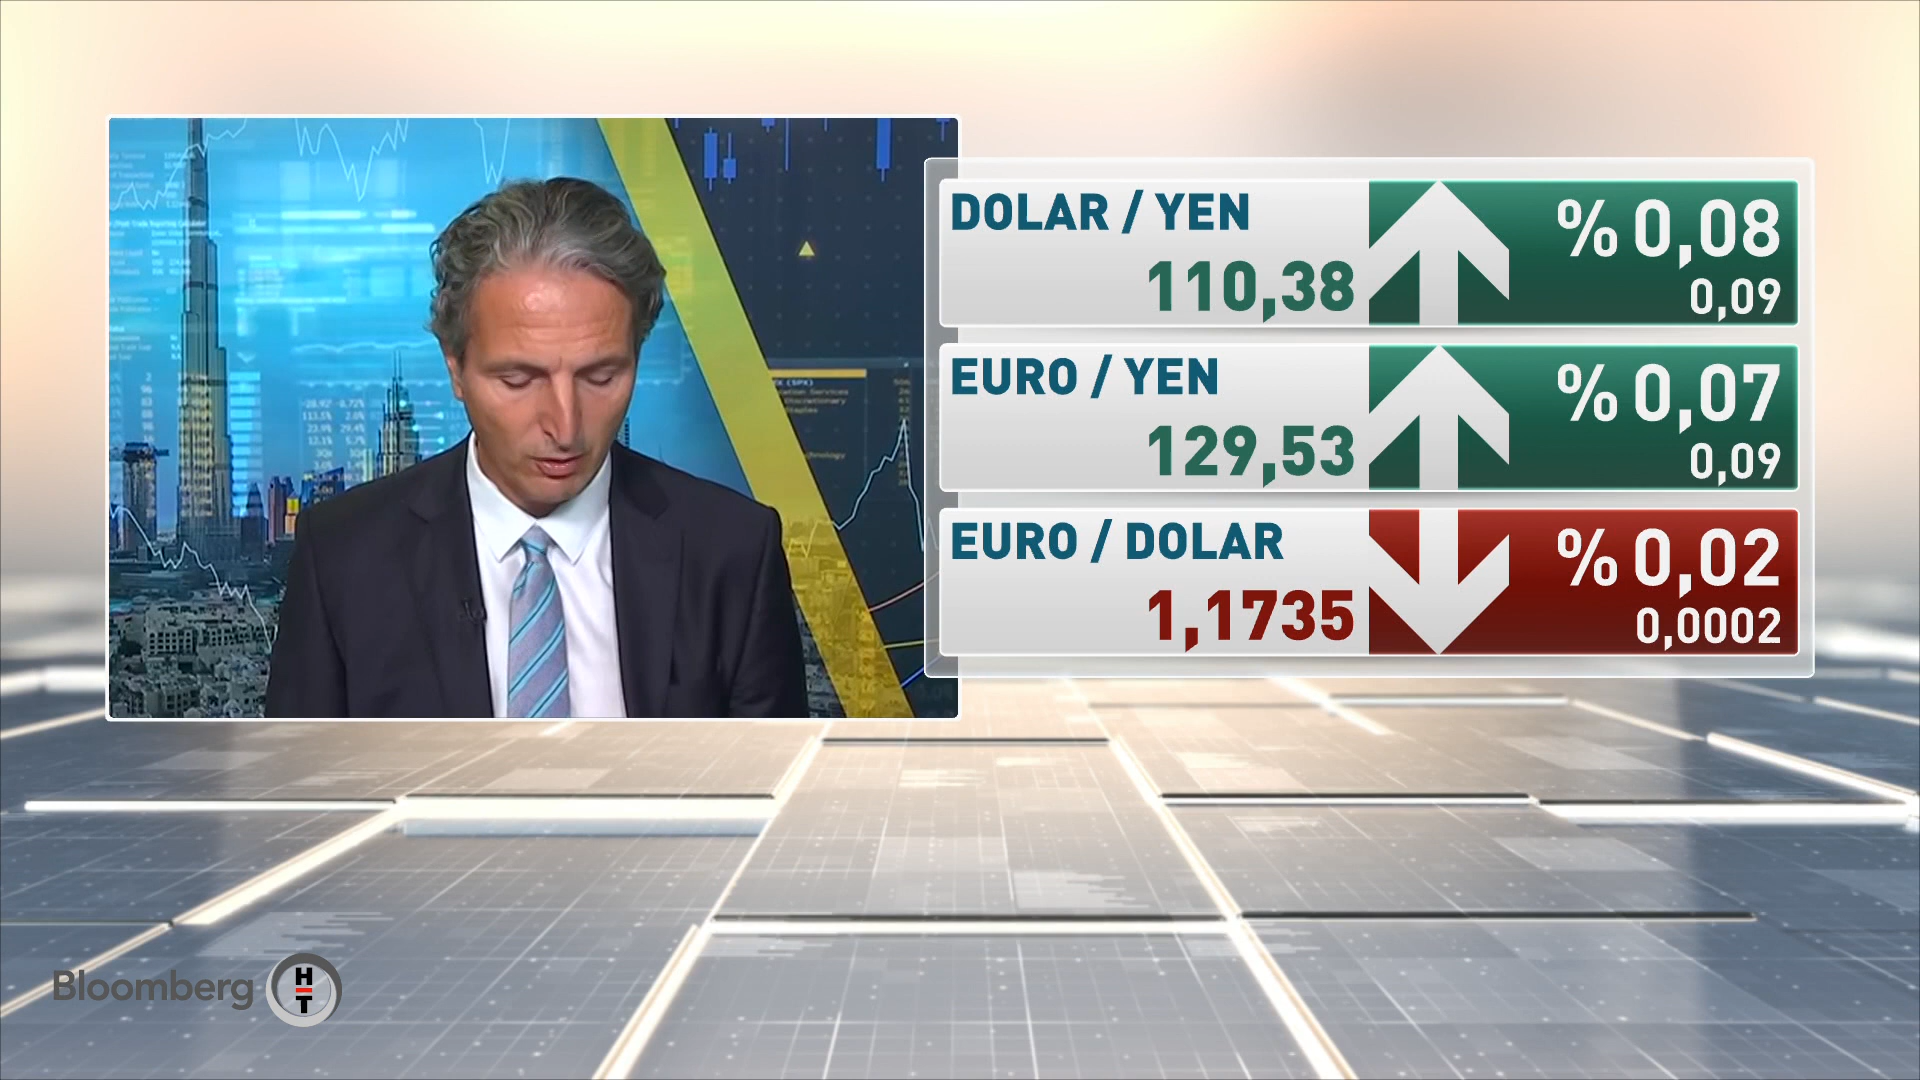 DOLAR / YEN
110,38
% 0,08
0,09
EURO / YEN
129,53
% 0,07
0,09
EURO / DOLAR
1,1735
% 0,02
0,0002
Bloomberg HT